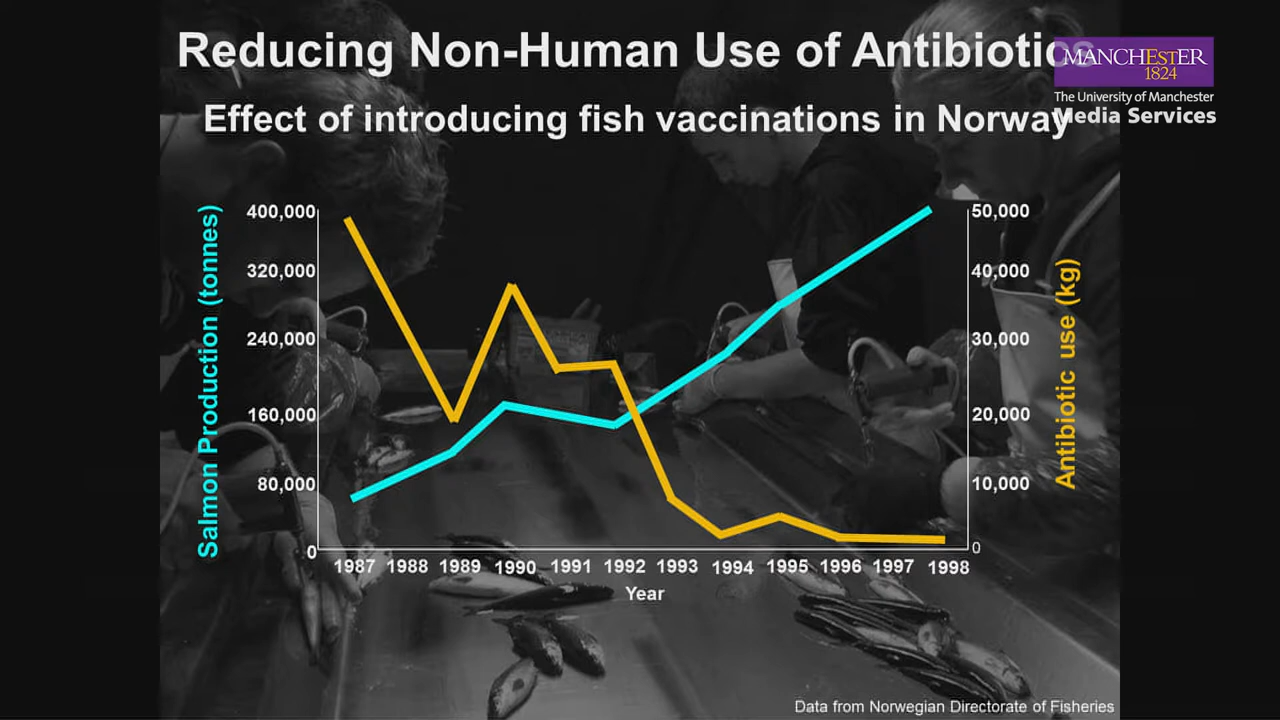 Reducing Non-Human Use of Antibiotics
MANCHESTER
1824
The University of Manchester
Media Services
Effect of introducing fish vaccinations in Norway
Salmon Production (tonnes)
400,000
320,000
240,000
160,000
80,000
0
50,000
40,000
30,000
20,000
10,000
0
Antibiotic use (kg)
1987 1988 1989 1990 1991 1992 1993 1994 1995 1996 1997 1998
Year
Data from Norwegian Directorate of Fisheries